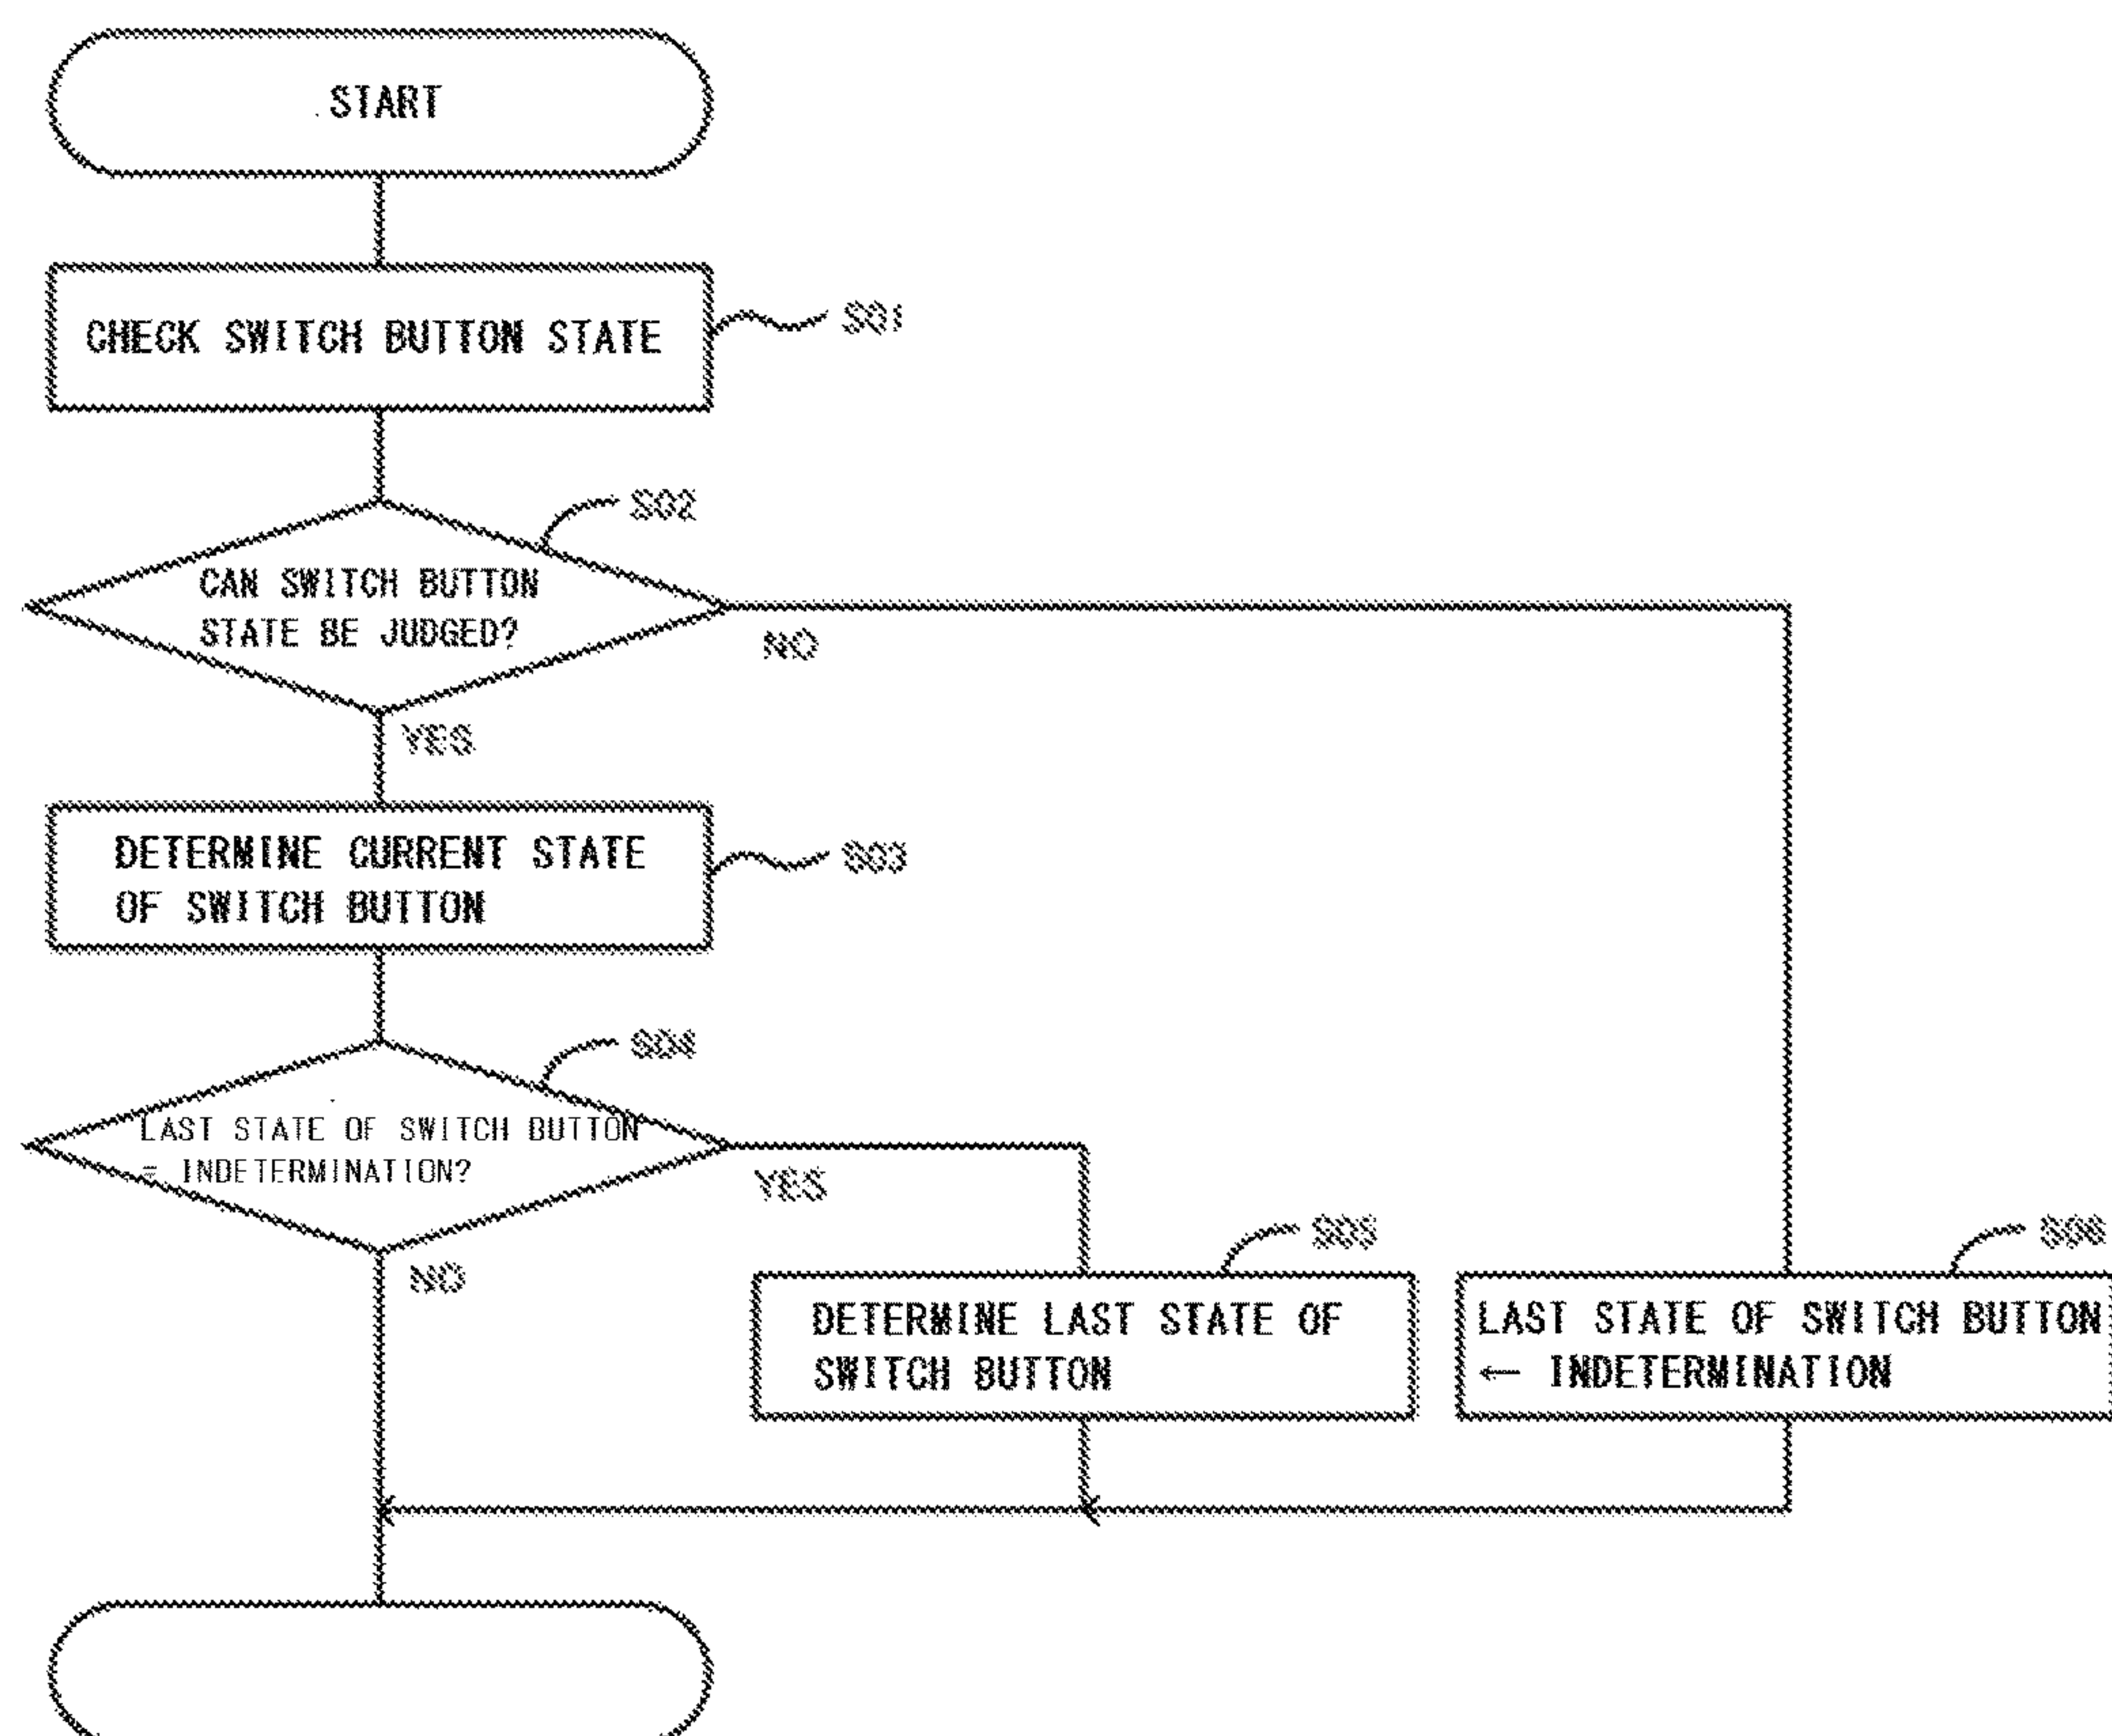 START
CHECK SWITCH BUTTON STATE
S01
S02
CAN SWITCH BUTTON
STATE BE JUDGED?
NO
YES
DETERMINE CURRENT STATE
OF SWITCH BUTTON
S03
S04
LAST STATE OF SWITCH BUTTON
= INDETERMINATION?
YES
NO
S05
DETERMINE LAST STATE OF
SWITCH BUTTON
S06
LAST STATE OF SWITCH BUTTON
← INDETERMINATION